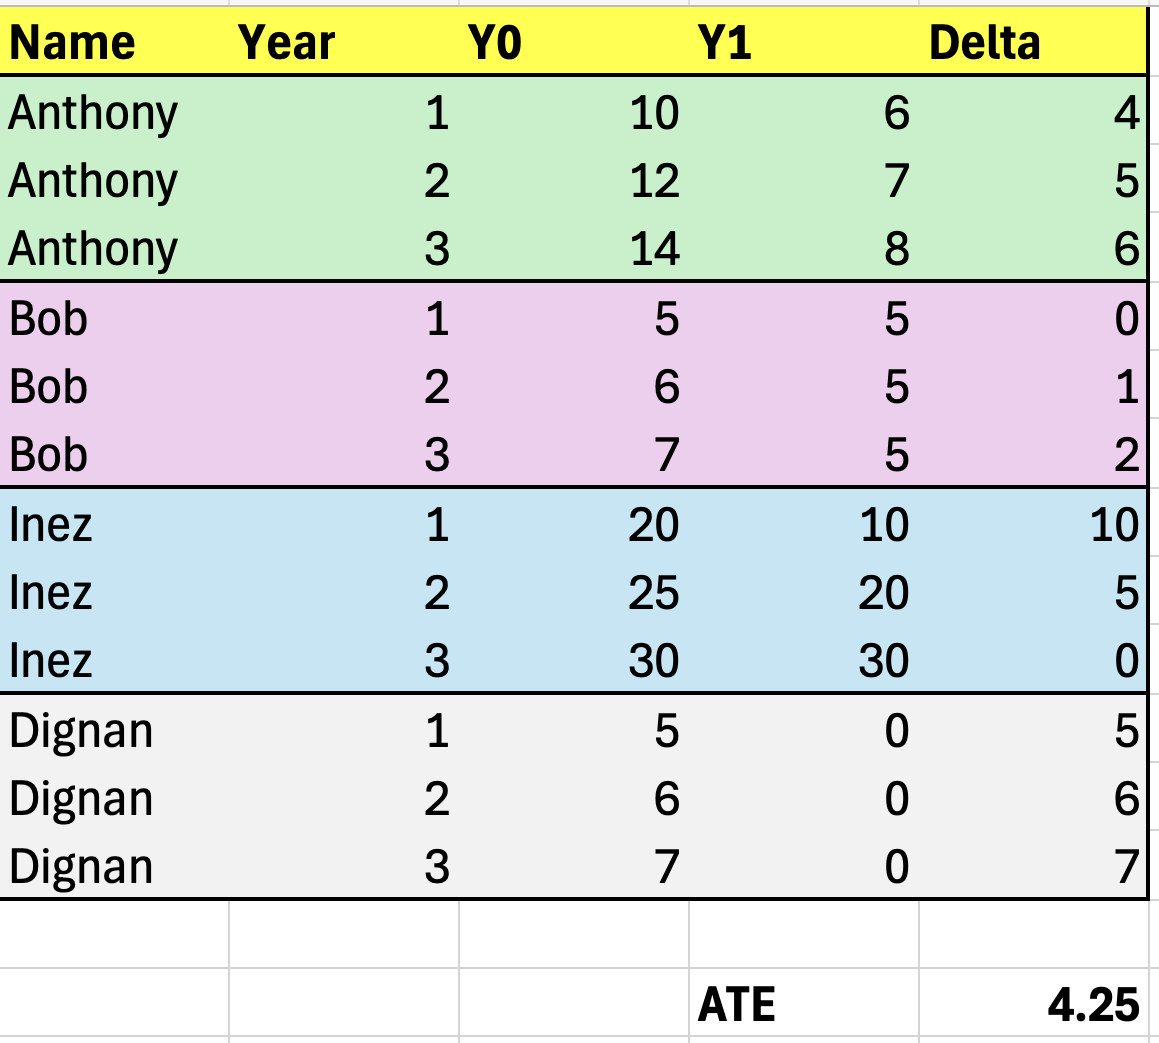 Name Year Y0 Y1 Delta
Anthony 1 10 6 4
Anthony 2 12 7 5
Anthony 3 14 8 6
Bob 1 5 5 0
Bob 2 6 5 1
Bob 3 7 5 2
Inez 1 20 10 10
Inez 2 25 20 5
Inez 3 30 30 0
Dignan 1 5 0 5
Dignan 2 6 0 6
Dignan 3 7 0 7
ATE 4.25